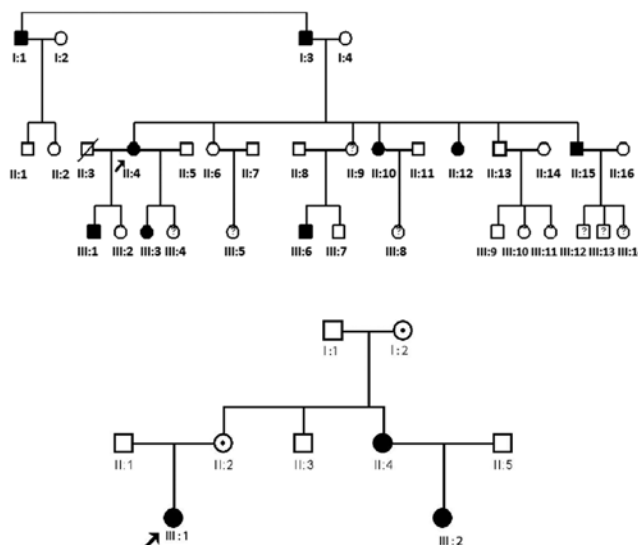 I:1 I:2 I:3 I:4
? ?
II:1 II:2 II:3 II:4 II:5 II:6 II:7 II:8 II:9 II:10 II:11 II:12 II:13 II:14 II:15 II:16
? ? ? ? ? ?
III:1 III:2 III:3 III:4 III:5 III:6 III:7 III:8 III:9 III:10 III:11 III:12 III:13 III:1
I:1 I:2
II:1 II:2 II:3 II:4 II:5
III:1 III:2